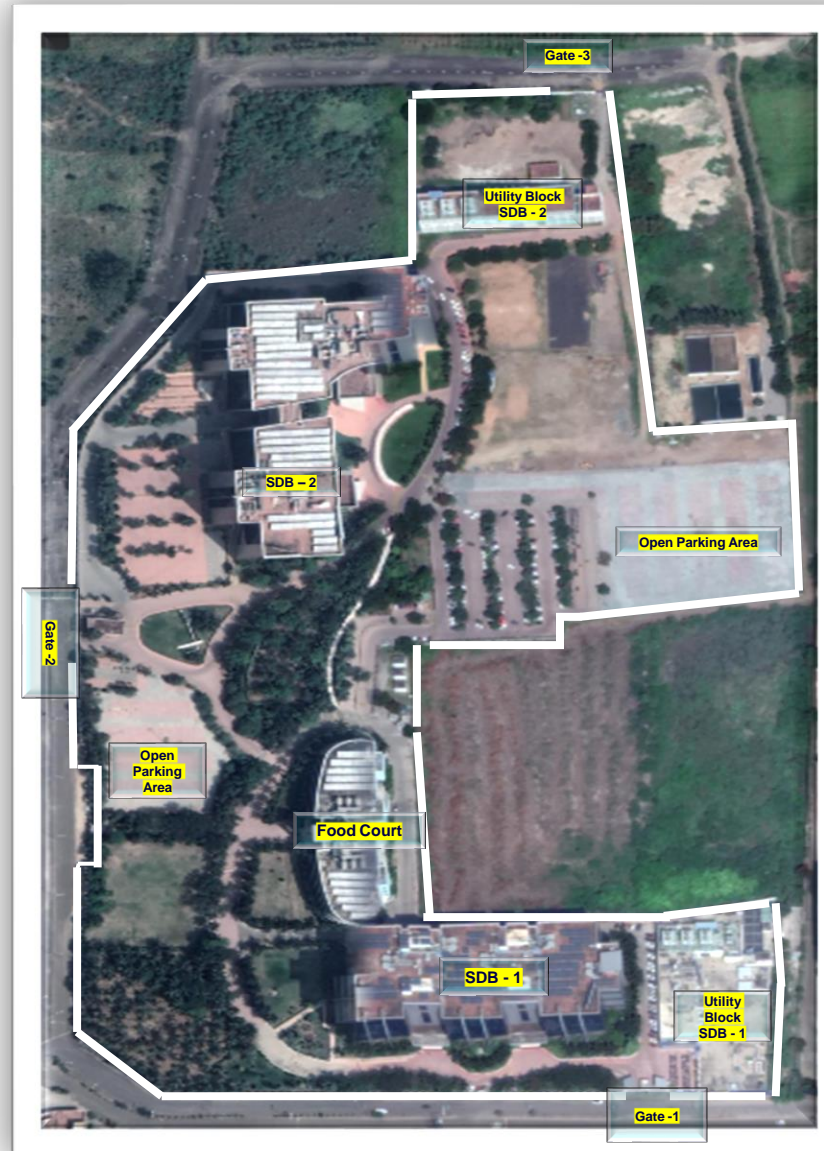 Gate -3
Utility Block
SDB - 2
SDB – 2
Open Parking Area
Gate -2
Open
Parking
Area
Food Court
SDB - 1
Utility
Block
SDB - 1
Gate -1